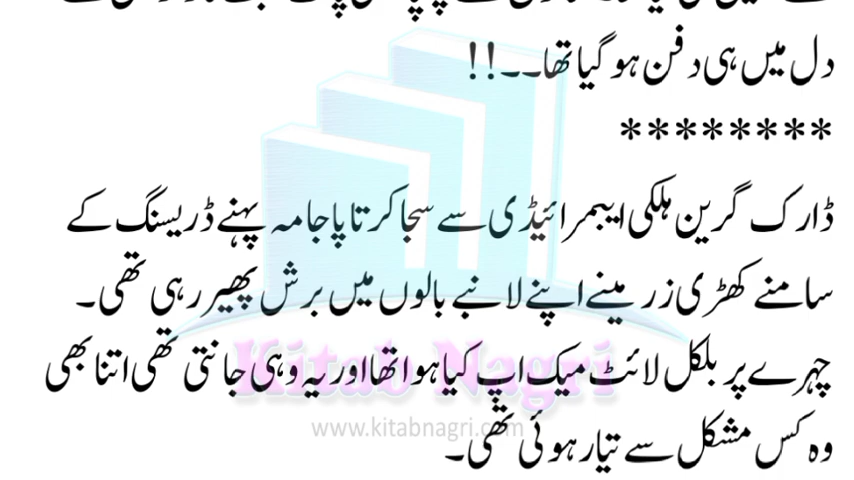 دل میں ہی دفن ہو گیا تھا۔۔!!
********
ڈارک گرین ہلکی ایبمرائیڈی سے سجا کرتا پاجامہ پہنے ڈریسنگ کے
سامنے کھڑی زرمینے اپنے لانبے بالوں میں برش پھیر رہی تھی۔
چہرے پر بلکل لائٹ میک اپ کیا ہوا تھا اور یہ وہی جانتی تھی اتنا بھی
وہ کس مشکل سے تیار ہوئی تھی۔
Kitab Nagri
www.kitabnagri.com